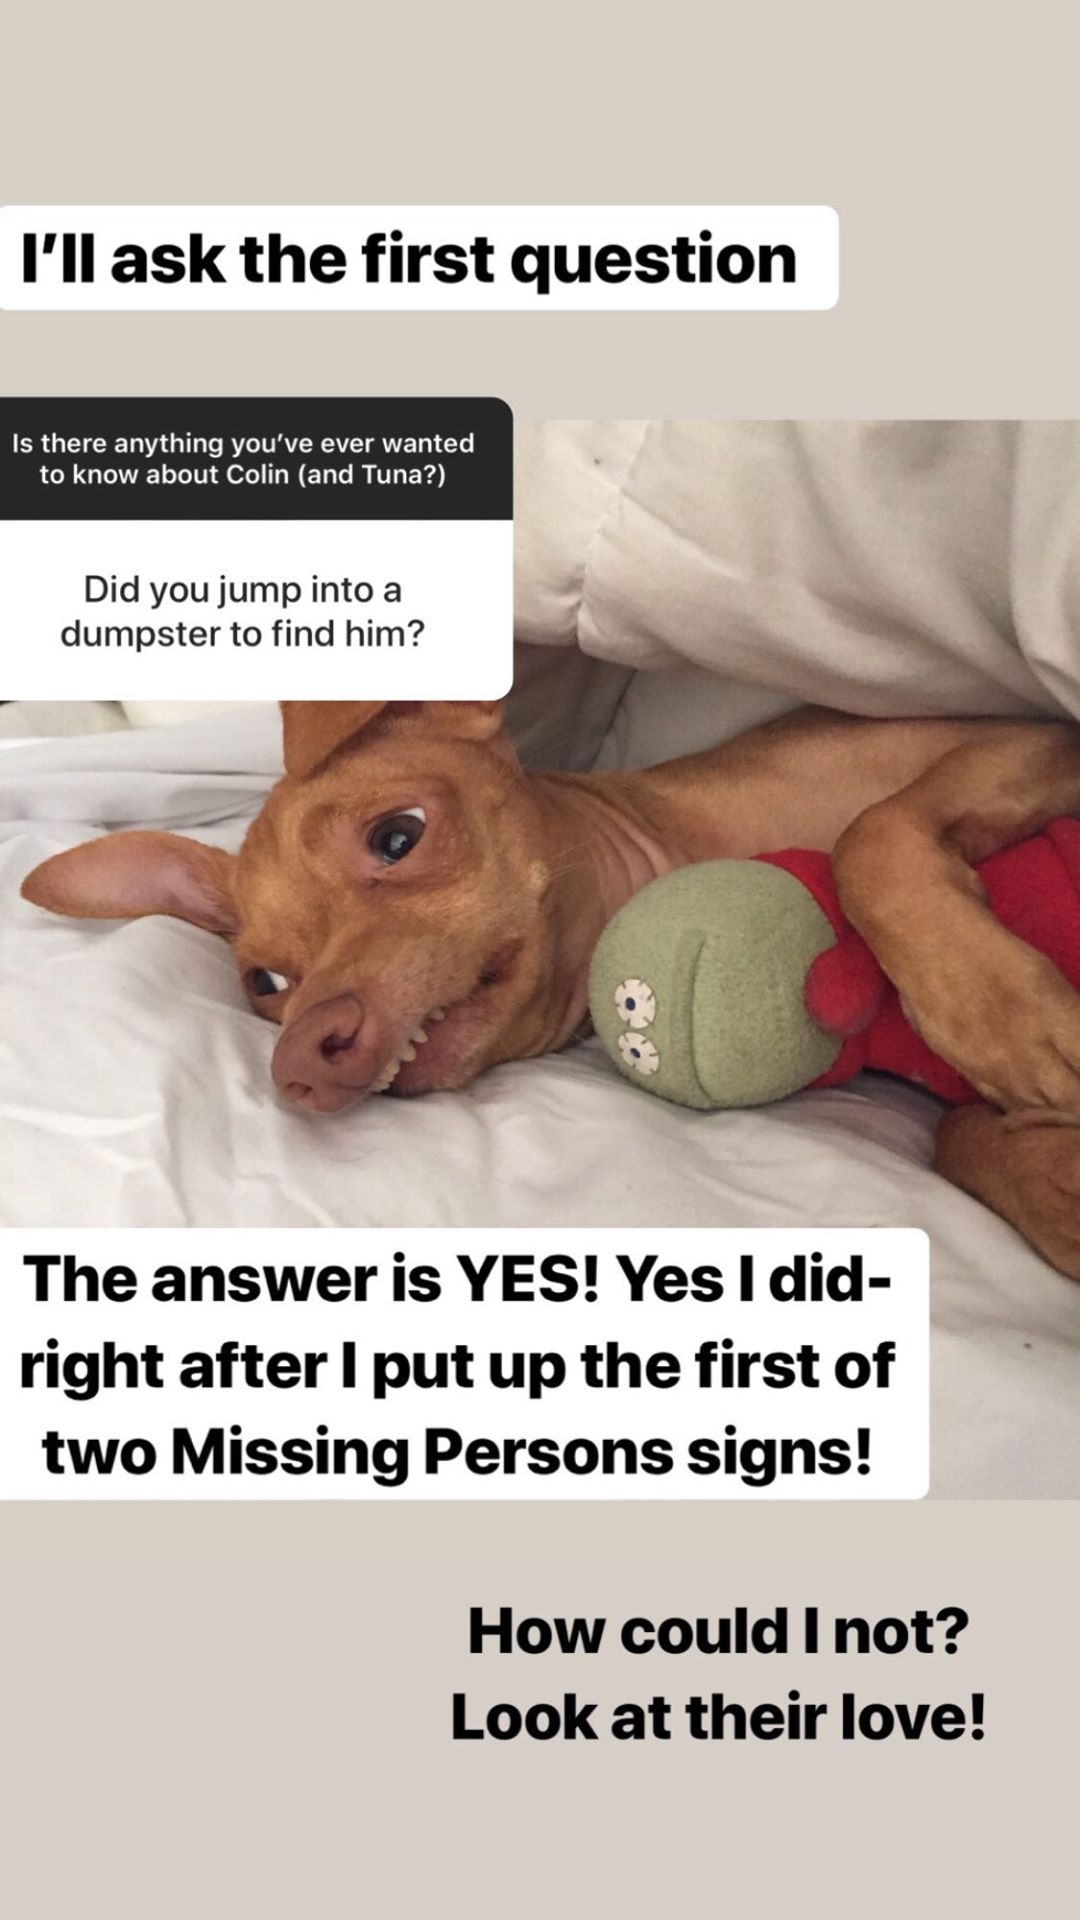 I’ll ask the first question
Is there anything you’ve ever wanted
to know about Colin (and Tuna?)
Did you jump into a
dumpster to find him?
The answer is YES! Yes I did-
right after I put up the first of
two Missing Persons signs!
How could I not?
Look at their love!